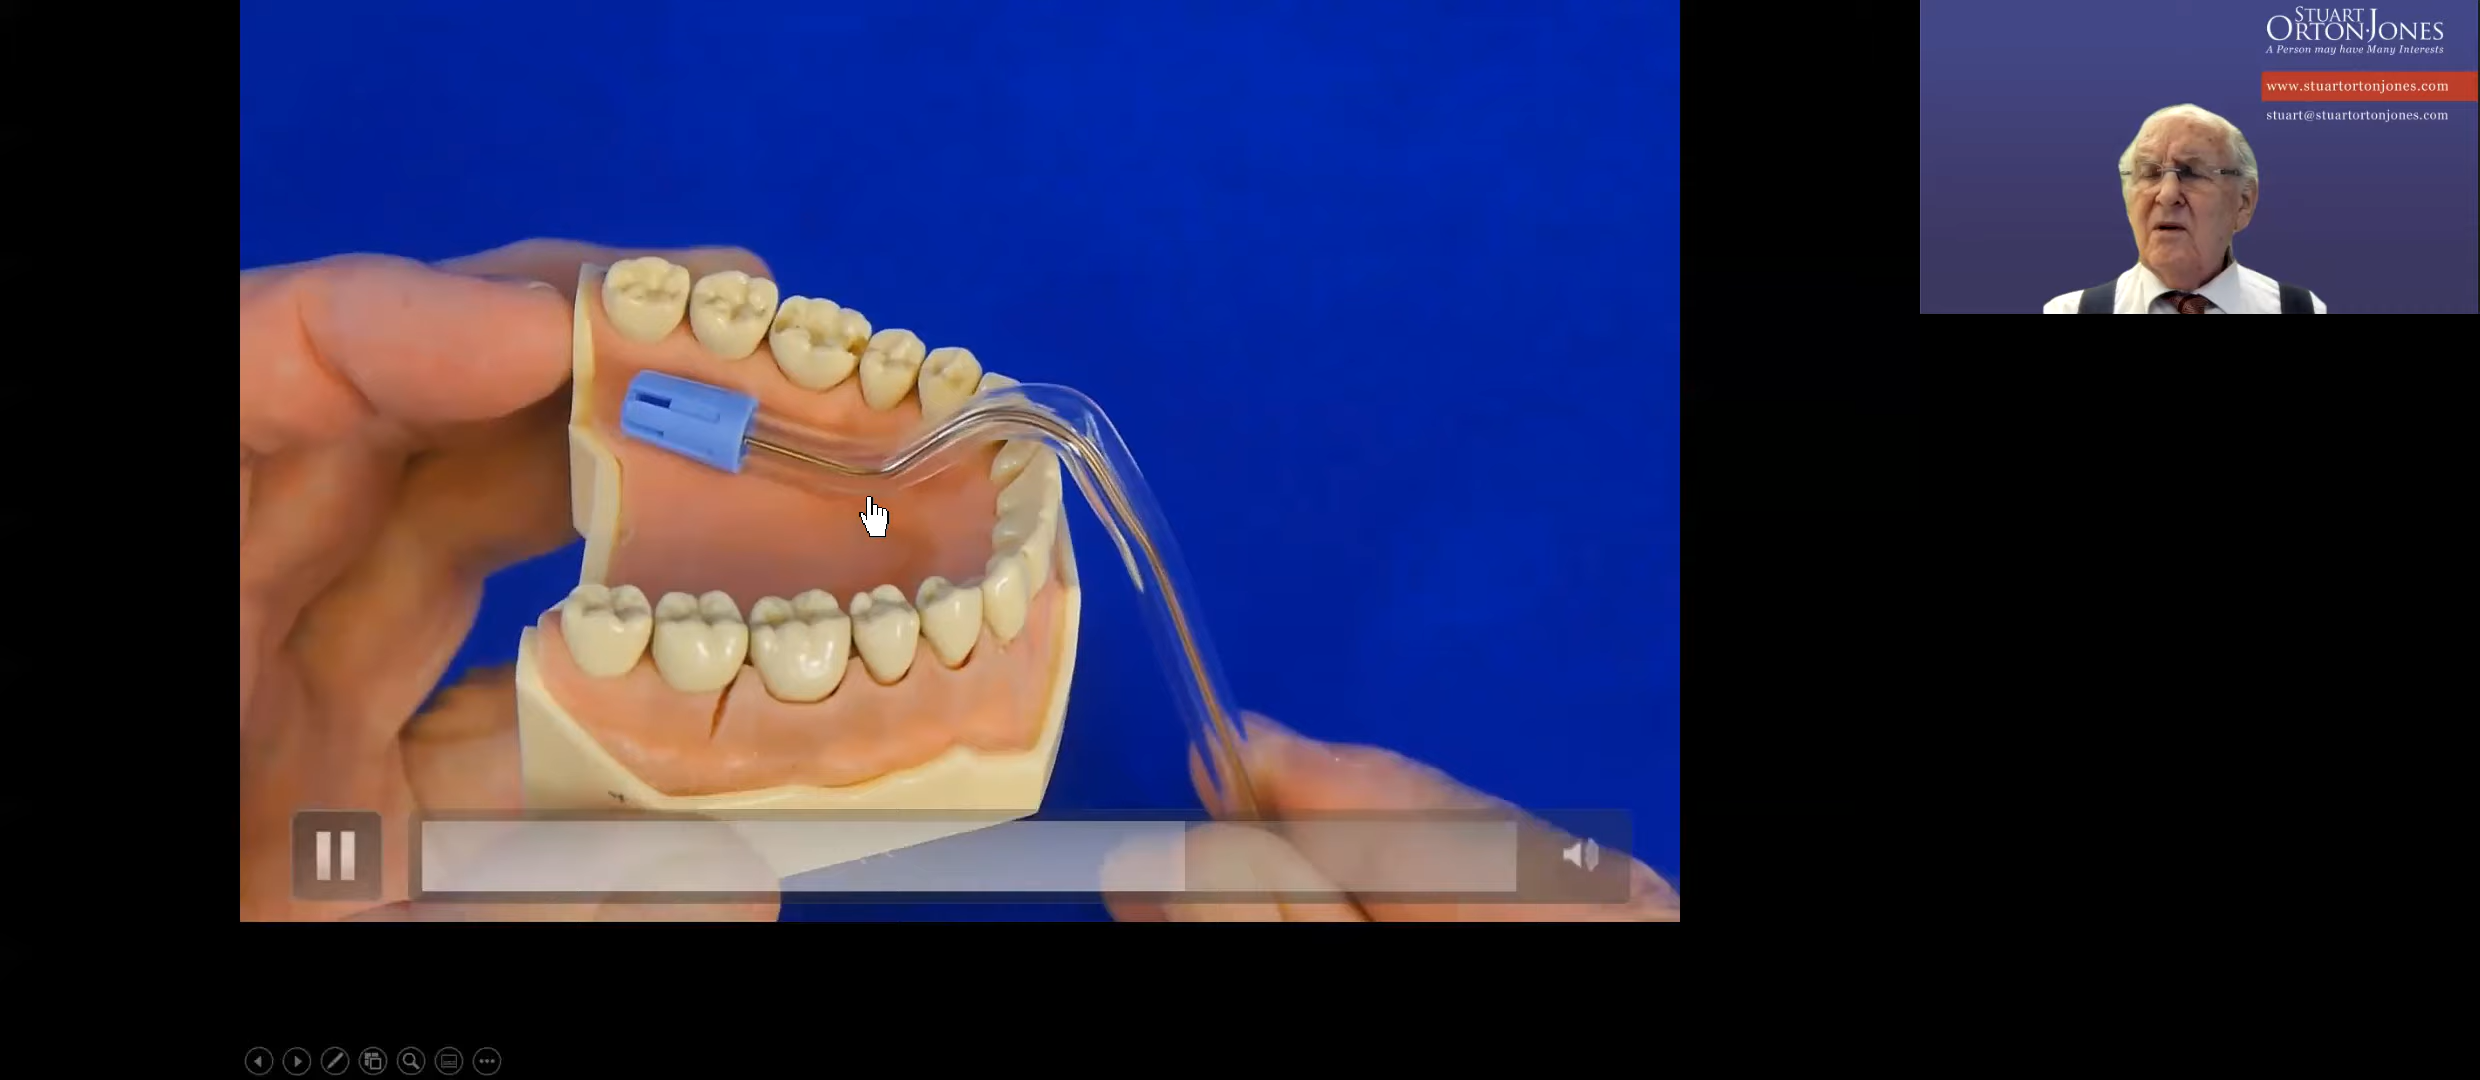 STUART
ORTON-JONES
A Person may have Many Interests
www.stuartortonjones.com
stuart@stuartortonjones.com